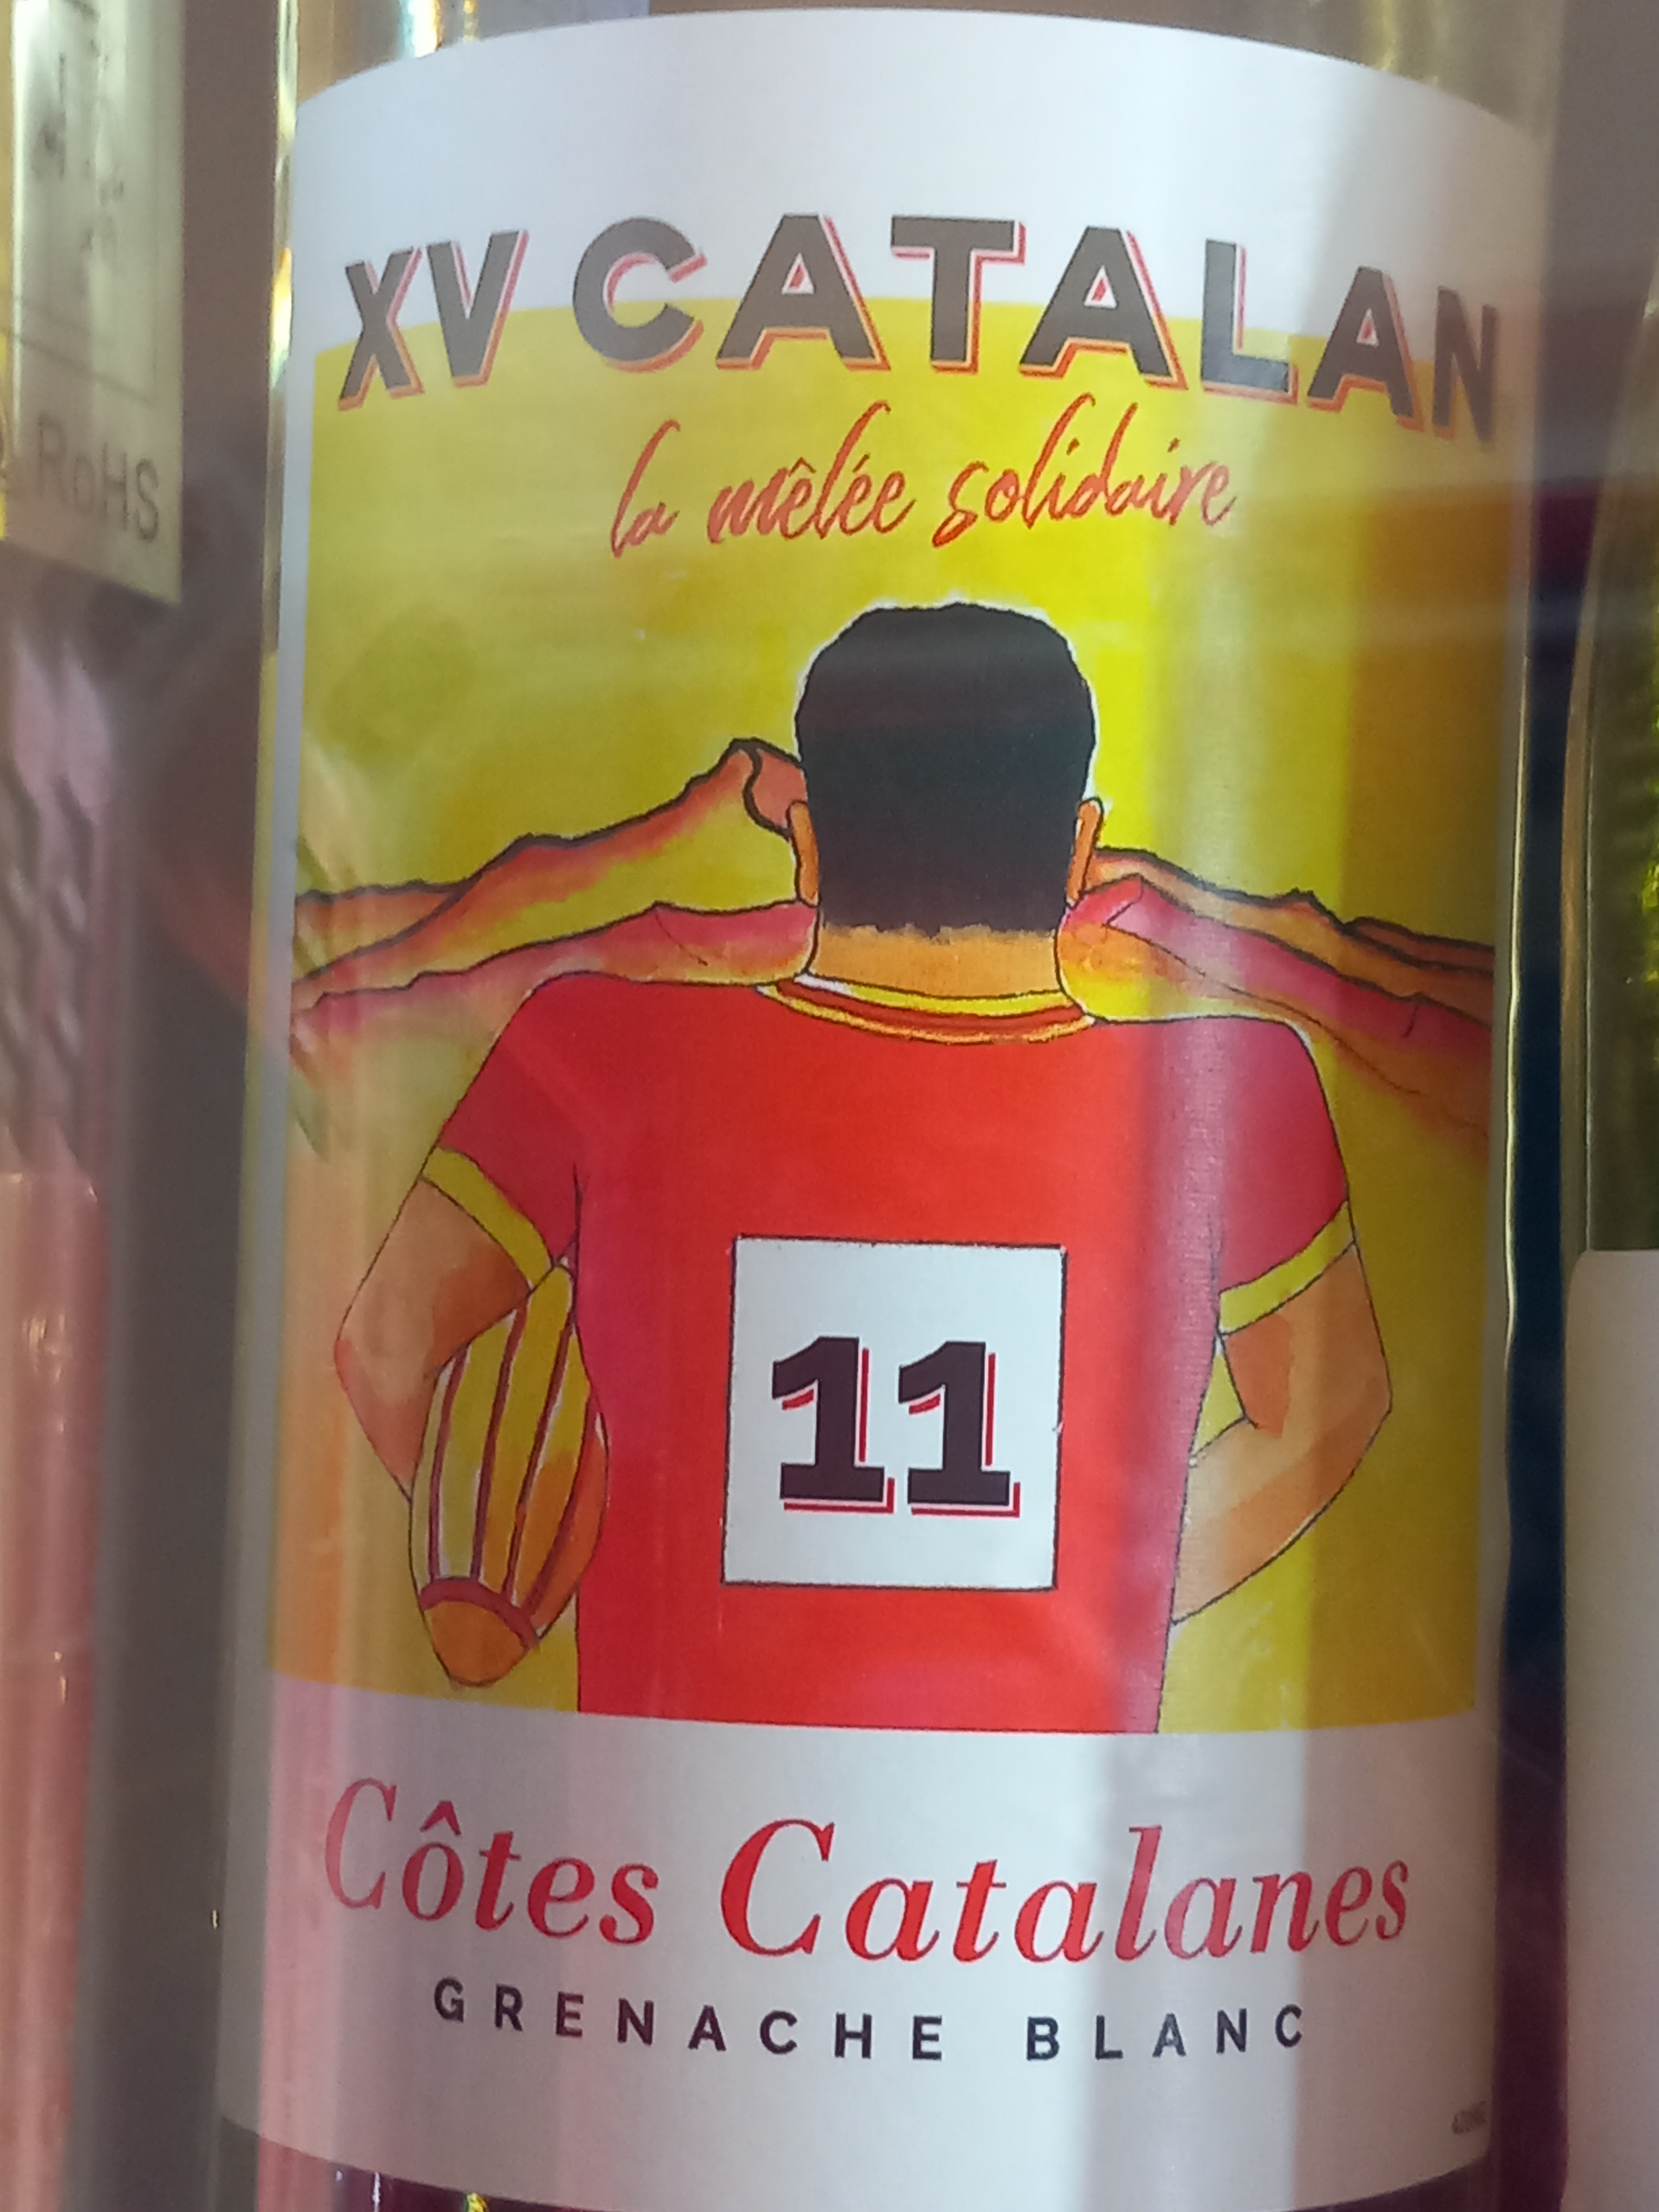 XV CATALAN
la mêlée solidaire
11
Côtes Catalanes
GRENACHE BLANC
RoHS